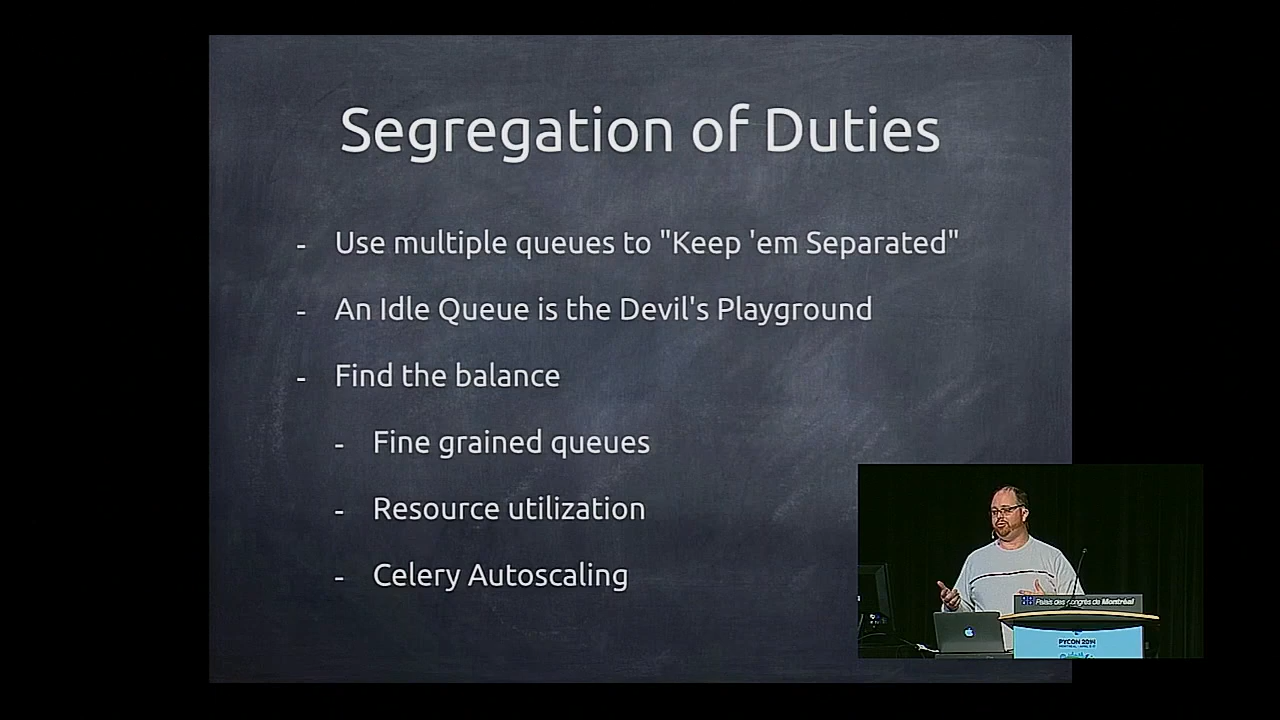 Segregation of Duties
- Use multiple queues to "Keep 'em Separated"
- An Idle Queue is the Devil's Playground
- Find the balance
- Fine grained queues
- Resource utilization
- Celery Autoscaling
Palais des congrès de Montréal
PYCON 2014